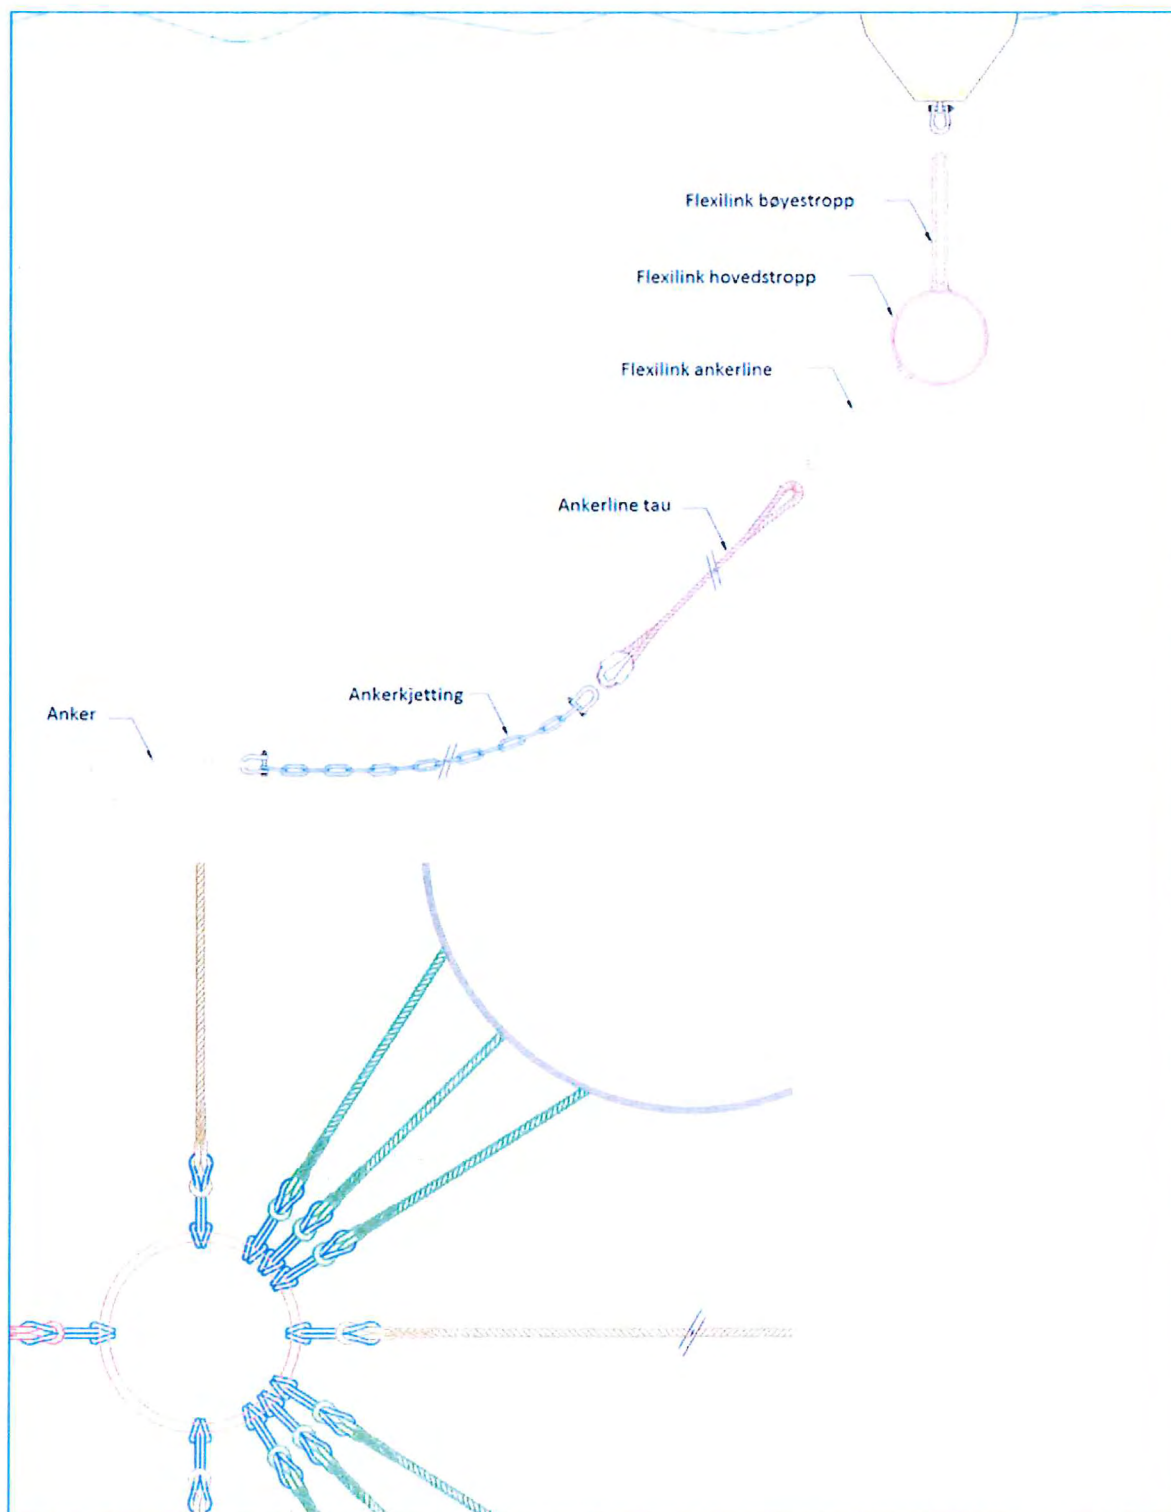 Flexilink bøyestropp
Flexilink hovedstropp
Flexilink ankerline
Ankerline tau
Ankerkjetting
Anker